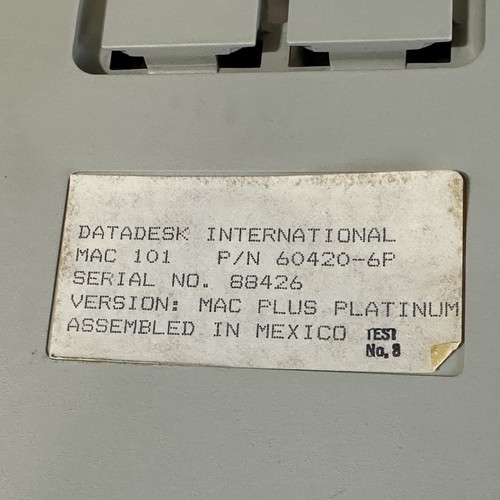 DATADESK INTERNATIONAL
MAC 101 P/N 60420-6P
SERIAL NO. 88426
VERSION: MAC PLUS PLATINUM
ASSEMBLED IN MEXICO TEST
No, 8